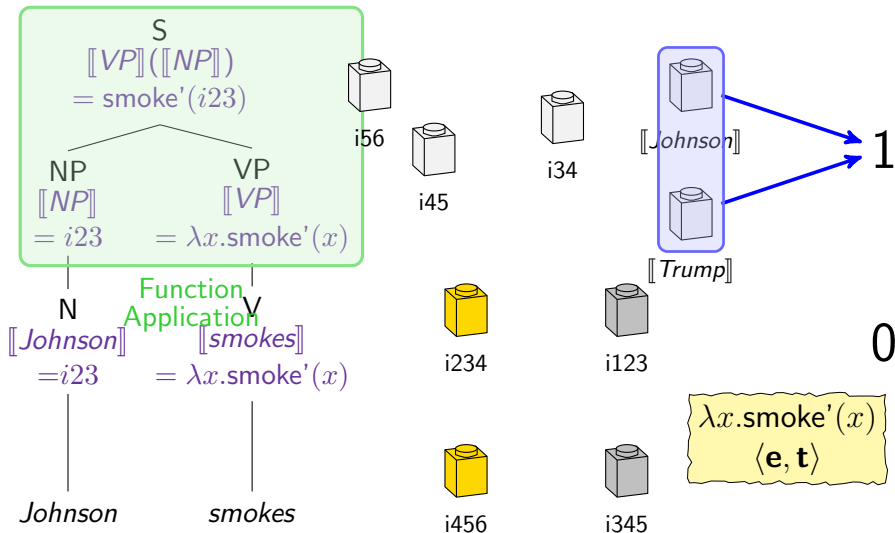 S
⟦VP⟧(⟦NP⟧)
= smoke'(i23)
NP
⟦NP⟧
= i23
VP
⟦VP⟧
= λx.smoke'(x)
Function
Application
N
⟦Johnson⟧
=i23
V
⟦smokes⟧
= λx.smoke'(x)
Johnson
smokes
i56
i45
i34
⟦Johnson⟧
⟦Trump⟧
1
i234
i123
0
i456
i345
λx.smoke'(x)
⟨e, t⟩